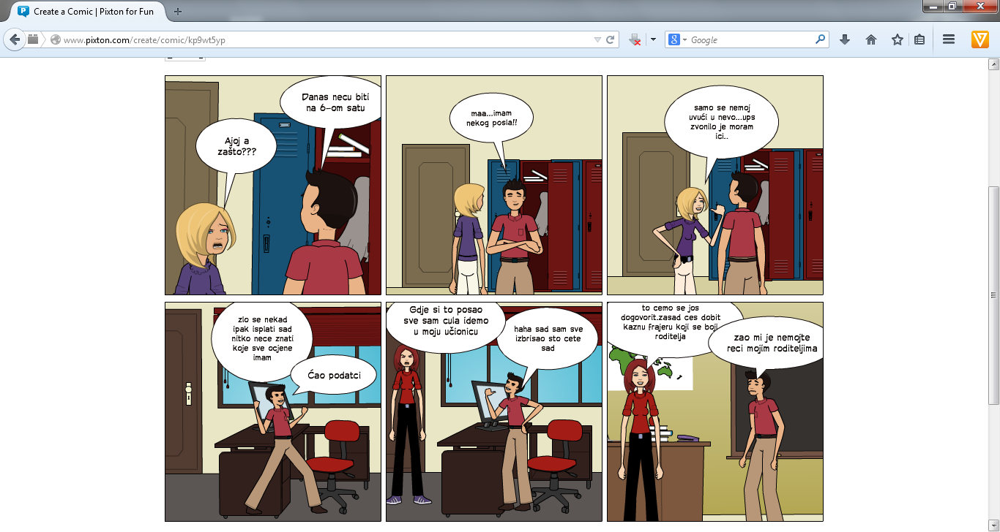 Create a Comic | Pixton for Fun
www.pixton.com/create/comic/kp9wt5yp
Google
Danas necu biti
na 6-om satu
Ajoj a
zašto???
maa...imam
nekog posla!!
samo se nemoj
uvući u nevo...ups
zvonilo je moram
ici..
zlo se nekad
ipak isplati sad
nitko nece znati
koje sve ocjene
imam
Ćao podatci
Gdje si to posao
sve sam cula idemo
u moju učionicu
haha sad sam sve
izbrisao sto cete
sad
to cemo se jos
dogovorit.zasad ces dobit
kaznu frajeru koji se boji
roditelja
zao mi je nemojte
reci mojim roditeljima